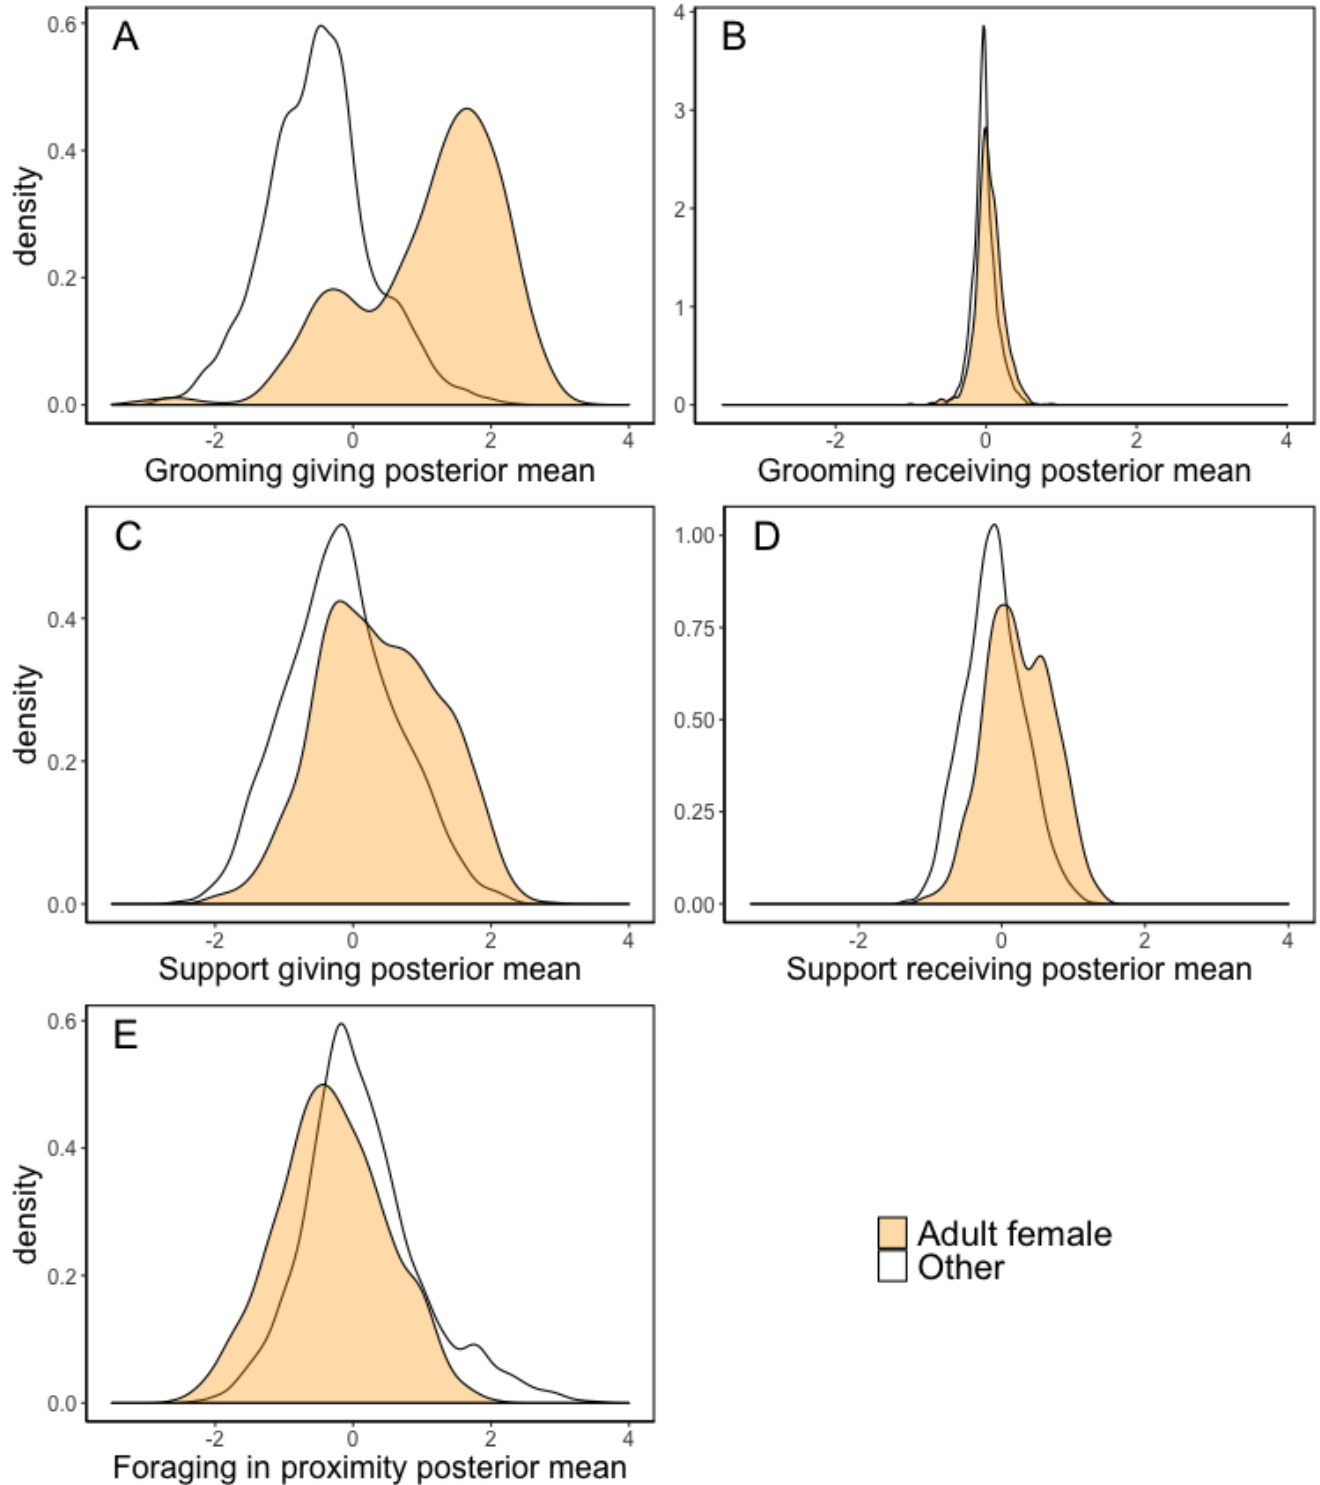 A
B
0.6
0.4
0.2
0.0
density
-2 0 2 4
Grooming giving posterior mean
4
3
2
1
0
-2 0 2 4
Grooming receiving posterior mean
C
D
0.4
0.2
0.0
density
-2 0 2 4
Support giving posterior mean
1.00
0.75
0.50
0.25
0.00
-2 0 2 4
Support receiving posterior mean
E
0.6
0.4
0.2
0.0
density
-2 0 2 4
Foraging in proximity posterior mean
Adult female
Other